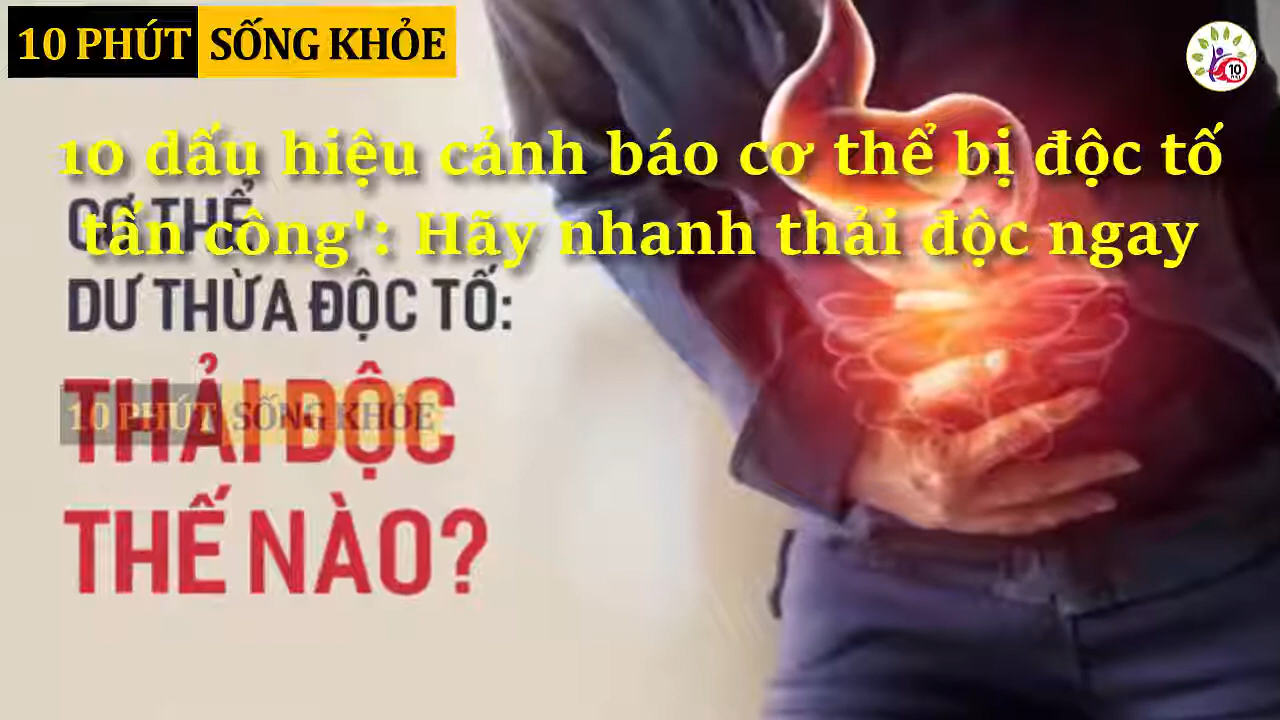 10 PHÚT SỐNG KHỎE
10
10 dấu hiệu cảnh báo cơ thể bị độc tố
tấn công': Hãy nhanh thải độc ngay
CƠ THỂ
DƯ THỪA ĐỘC TỐ:
THẢI ĐỘC
10 PHÚT SỐNG KHỎE
THẾ NÀO?